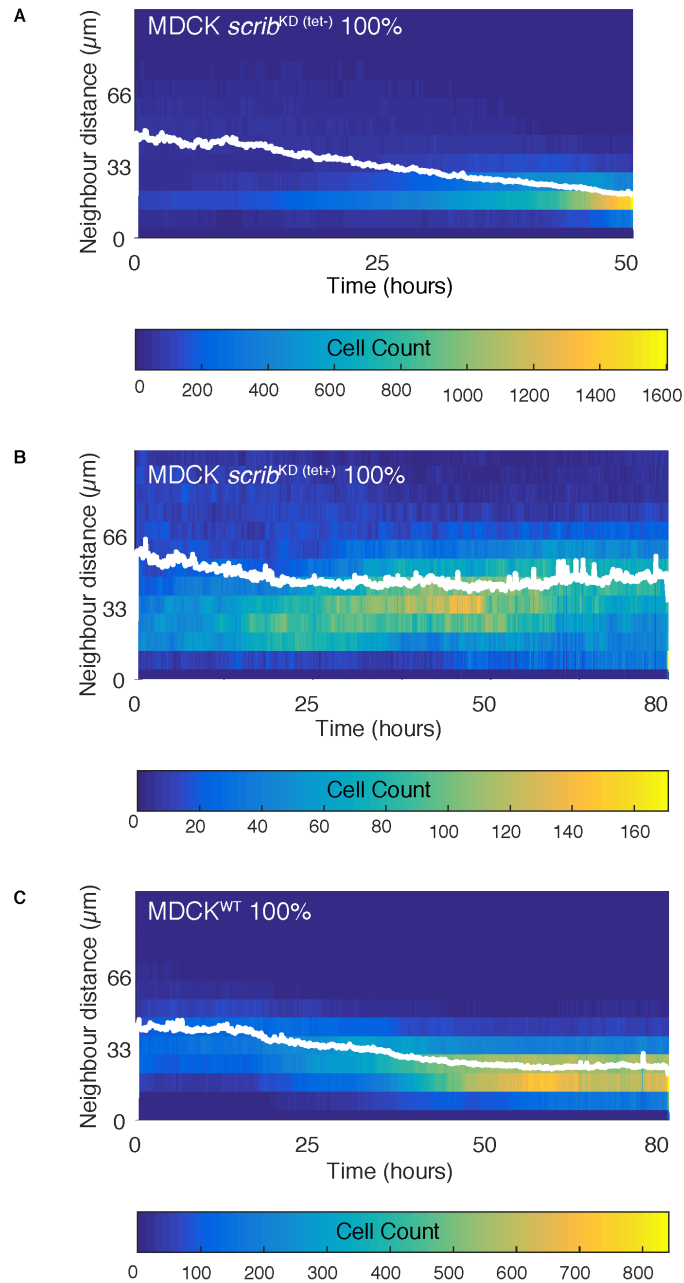 A
MDCK scribKD (tet-) 100%
Neighbour distance (µm)
66
33
0
0 25 50
Time (hours)
Cell Count
0 200 400 600 800 1000 1200 1400 1600
B
MDCK scribKD (tet+) 100%
Neighbour distance (µm)
66
33
0
0 25 50 80
Time (hours)
Cell Count
0 20 40 60 80 100 120 140 160
C
MDCKWT 100%
Neighbour distance (µm)
66
33
0
0 25 50 80
Time (hours)
Cell Count
0 100 200 300 400 500 600 700 800